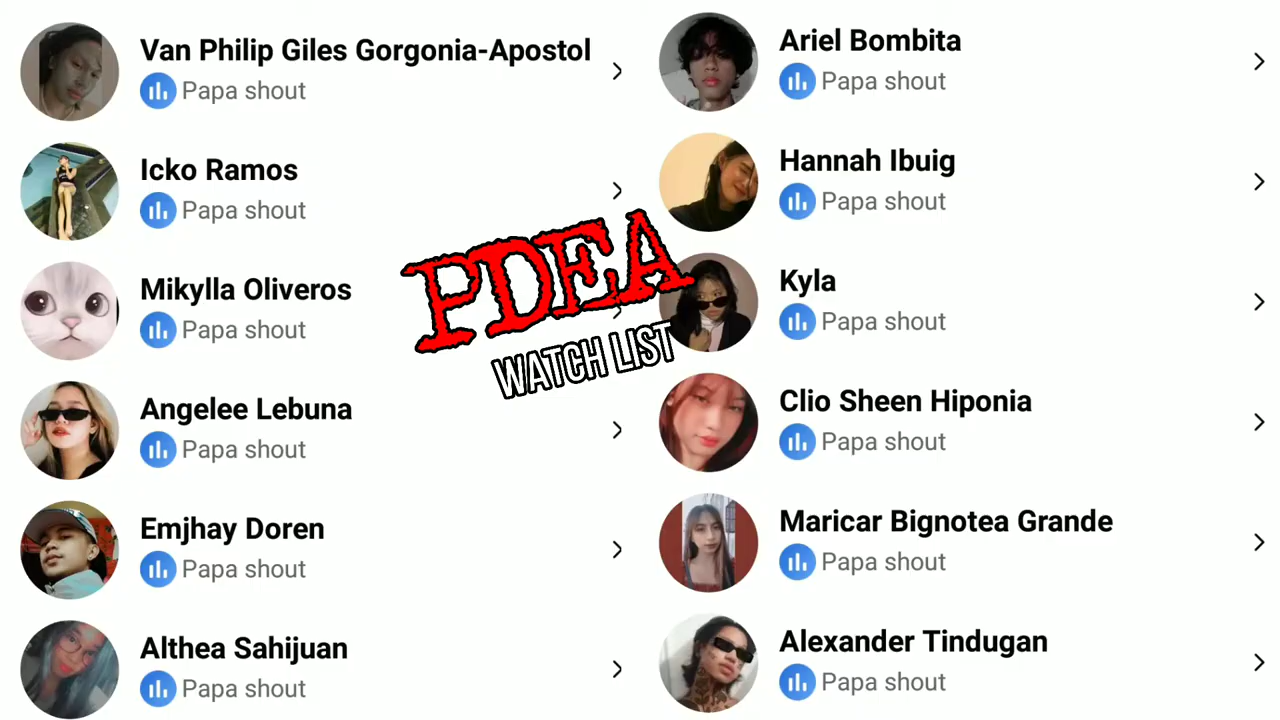 Van Philip Giles Gorgonia-Apostol
Papa shout
Icko Ramos
Papa shout
Mikylla Oliveros
Papa shout
Angelee Lebuna
Papa shout
Emjhay Doren
Papa shout
Althea Sahijuan
Papa shout
PDEA
WATCH LIST
Ariel Bombita
Papa shout
Hannah Ibuig
Papa shout
Kyla
Papa shout
Clio Sheen Hiponia
Papa shout
Maricar Bignotea Grande
Papa shout
Alexander Tindugan
Papa shout